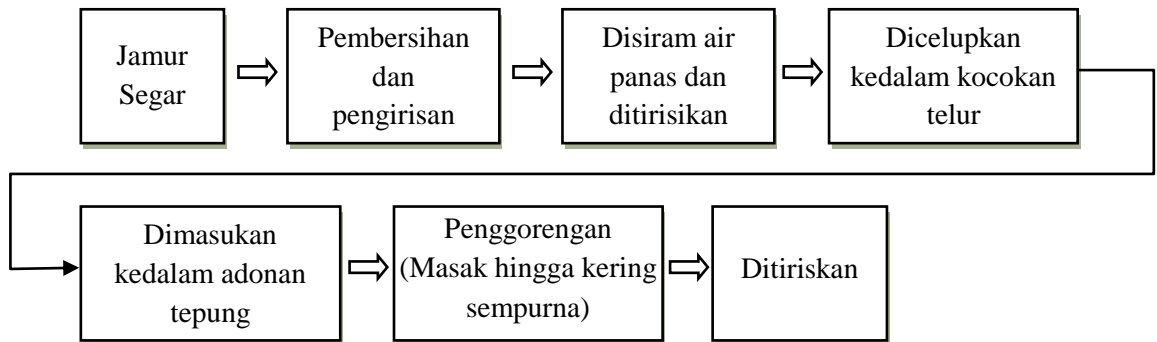 Jamur
Segar
Pembersihan
dan
pengirisan
Disiram air
panas dan
ditirisikan
Dicelupkan
kedalam kocokan
telur
Dimasukan
kedalam adonan
tepung
Penggorengan
(Masak hingga kering
sempurna)
Ditiriskan